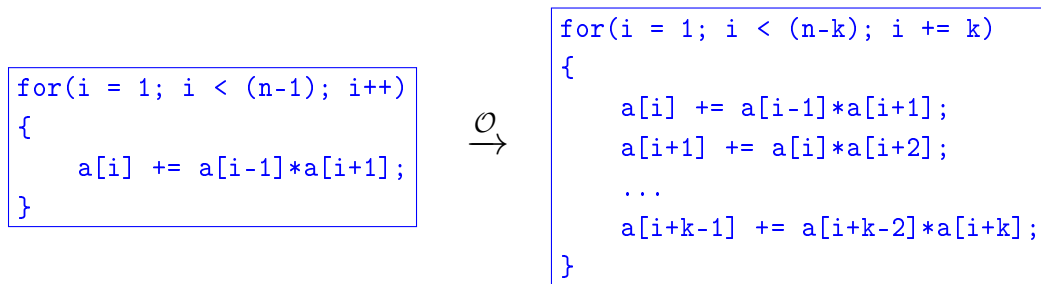 for(i = 1; i < (n-1); i++)
{
    a[i] += a[i-1]*a[i+1];
}
𝒪
→
for(i = 1; i < (n-k); i += k)
{
    a[i] += a[i-1]*a[i+1];
    a[i+1] += a[i]*a[i+2];
    ...
    a[i+k-1] += a[i+k-2]*a[i+k];
}